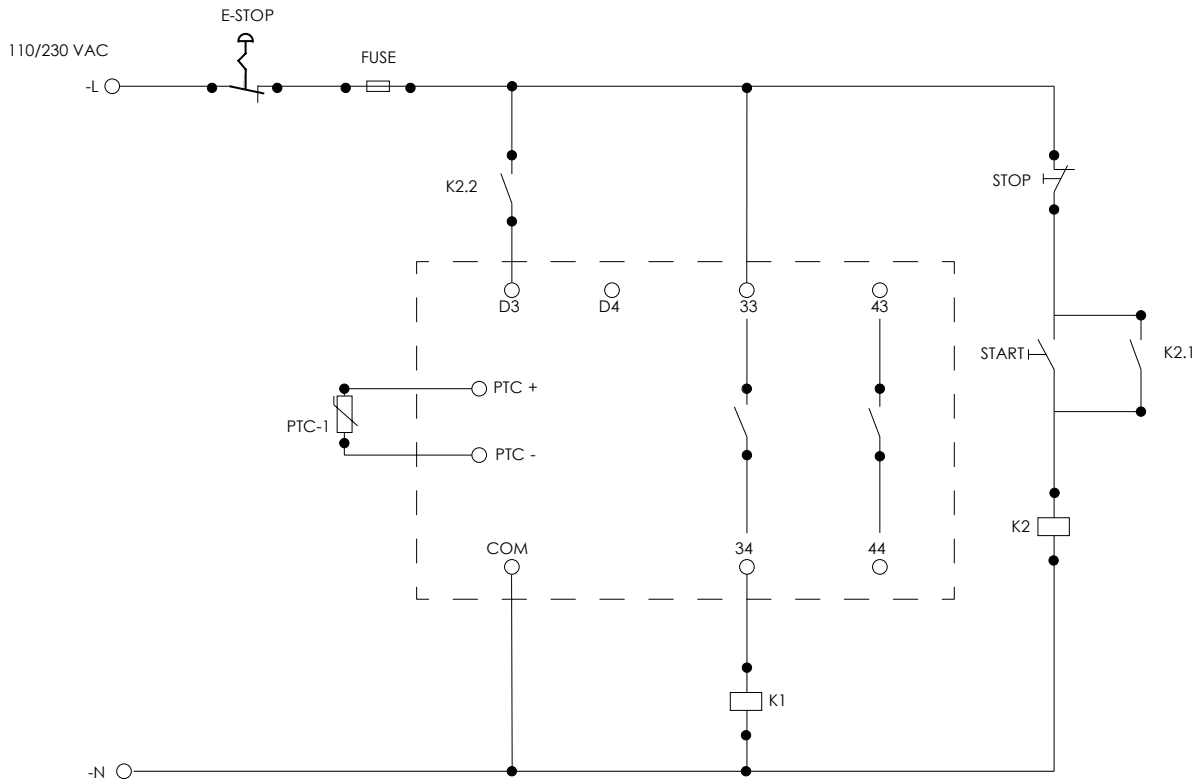 E-STOP
110/230 VAC
FUSE
-L
K2.2
STOP
D3
D4
33
43
START
K2.1
PTC +
PTC-1
PTC -
K2
COM
34
44
K1
-N